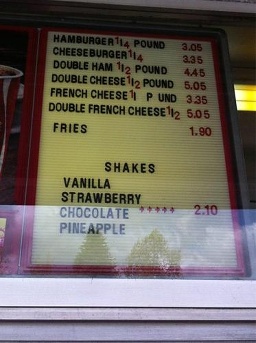 HAMBURGER 1/4 POUND 3.05
CHEESEBURGER 1/4 3.35
DOUBLE HAM 1/2 POUND 4.45
DOUBLE CHEESE 1/2 POUND 5.05
FRENCH CHEESE 1/ P UND 3.35
DOUBLE FRENCH CHEESE 1/2 5.05
FRIES 1.90
SHAKES
VANILLA
STRAWBERRY
CHOCOLATE ***** 2.10
PINEAPPLE